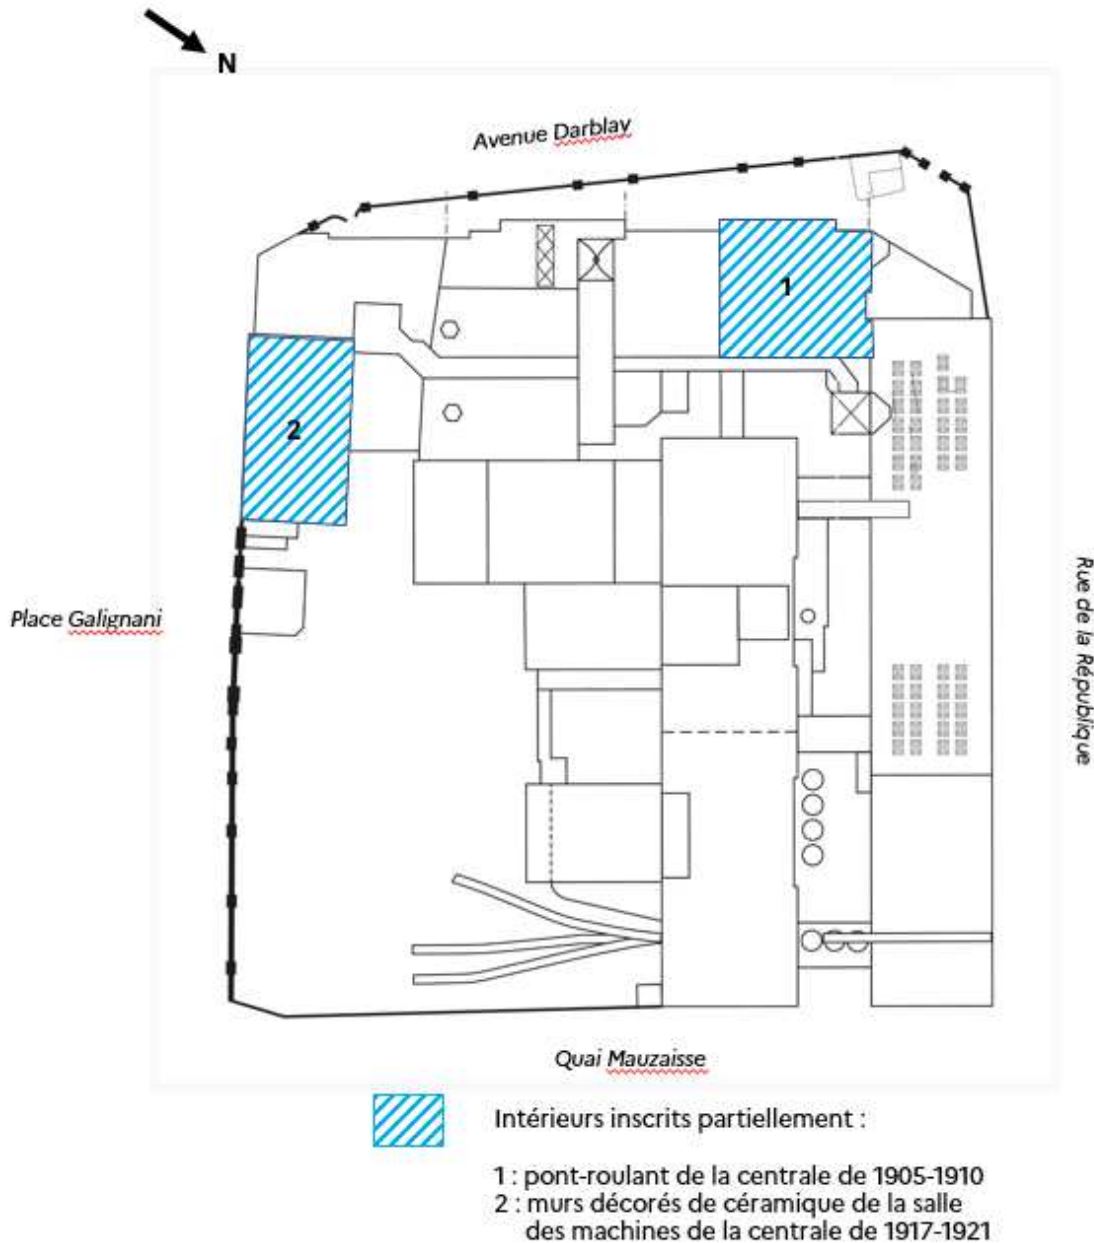 N
Avenue Darblay
1
2
Place Galignani
Rue de la République
Quai Mauzaisse
Intérieurs inscrits partiellement :
1 : pont-roulant de la centrale de 1905-1910
2 : murs décorés de céramique de la salle
des machines de la centrale de 1917-1921